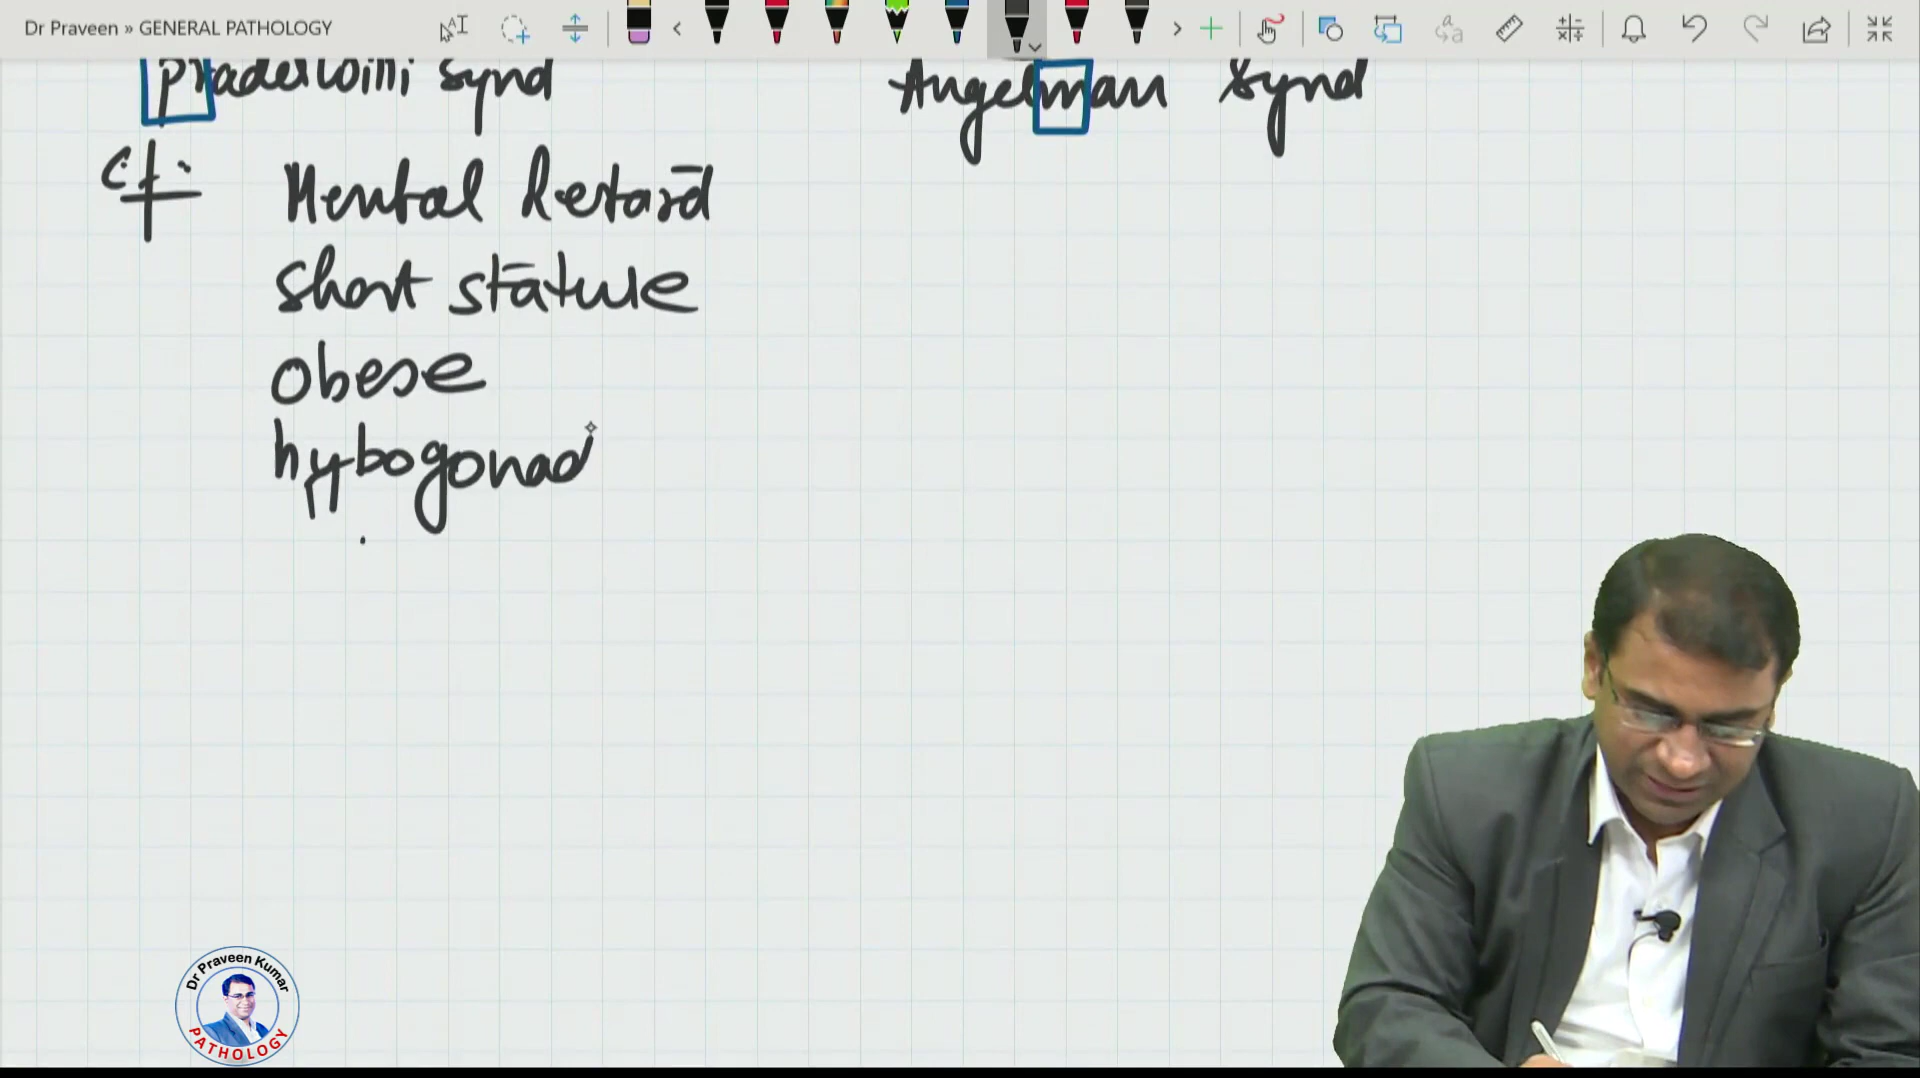 Dr Praveen » GENERAL PATHOLOGY
Praderwilli Synd
Angelman Synd
C.f.
Mental Retard
Short stature
obese
hypogonad
Dr Praveen Kumar
PATHOLOGY